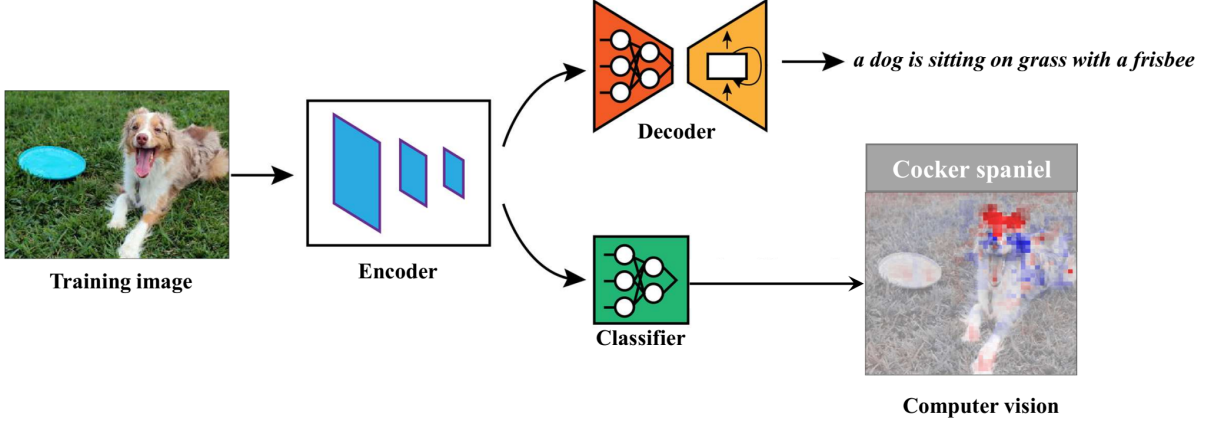 a dog is sitting on grass with a frisbee
Decoder
Cocker spaniel
Training image
Encoder
Classifier
Computer vision